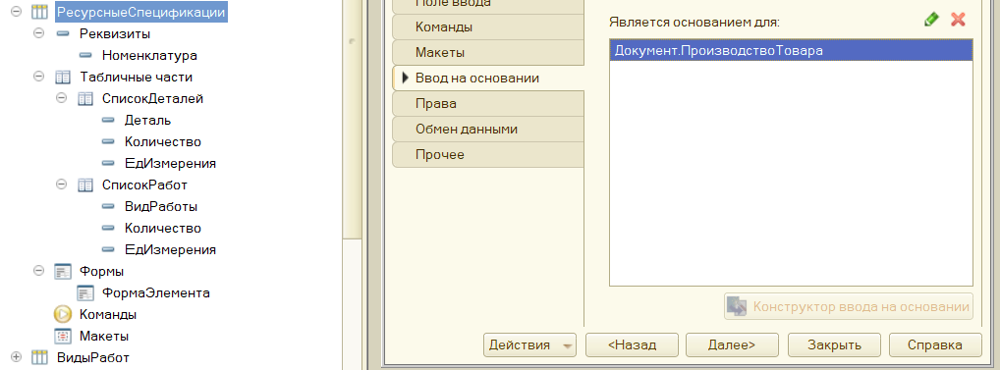 РесурсныеСпецификации
Реквизиты
Номенклатура
Табличные части
СписокДеталей
Деталь
Количество
ЕдИзмерения
СписокРабот
ВидРаботы
Количество
ЕдИзмерения
Формы
ФормаЭлемента
Команды
Макеты
ВидыРабот
Поле ввода
Команды
Макеты
Ввод на основании
Права
Обмен данными
Прочее
Является основанием для:
Документ.ПроизводствоТовара
Конструктор ввода на основании
Действия
<Назад
Далее>
Закрыть
Справка